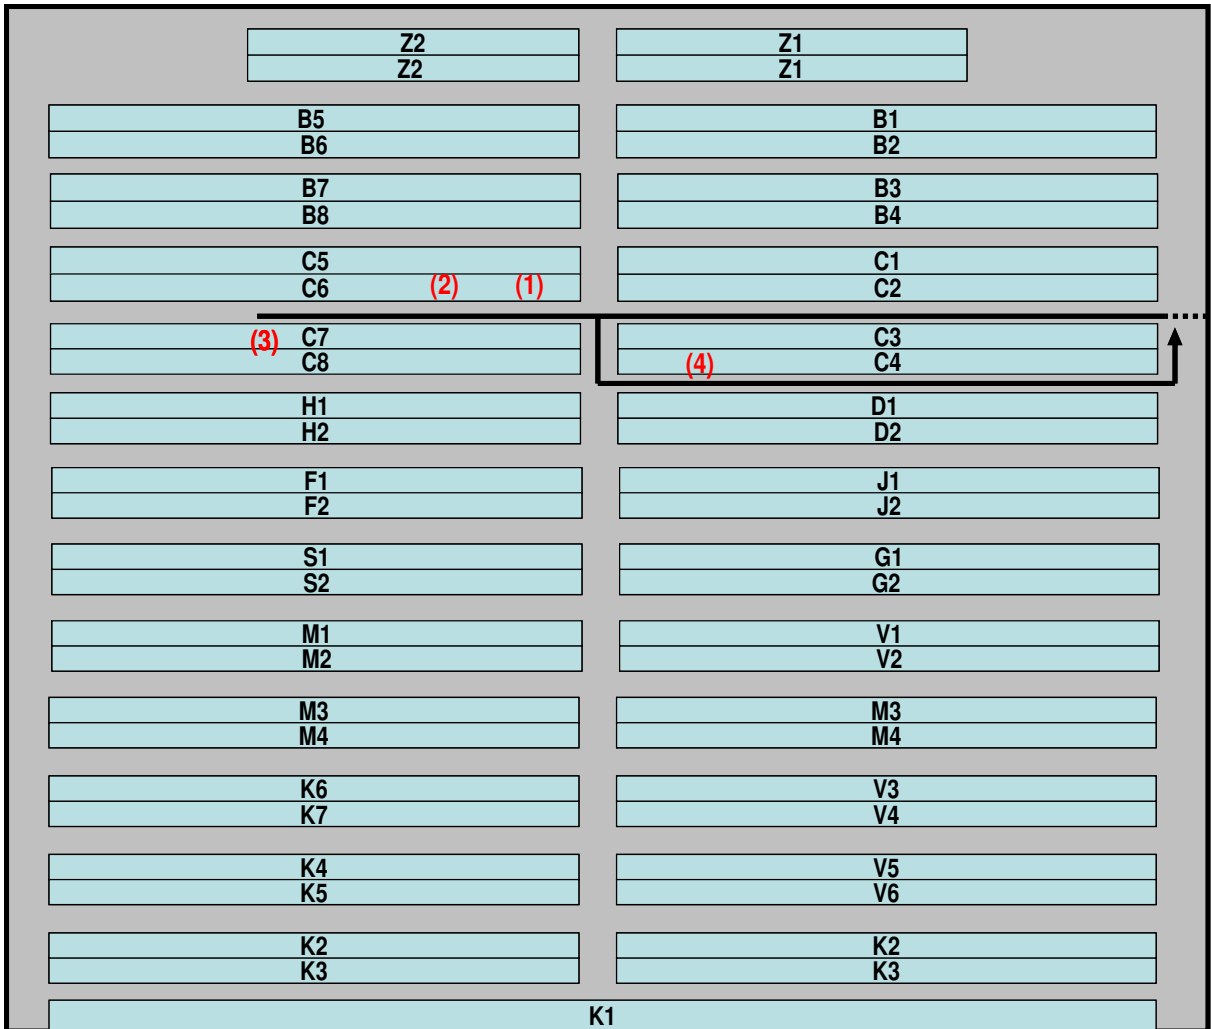 Z2 Z1
Z2 Z1
B5 B1
B6 B2
B7 B3
B8 B4
C5 C1
C6 (2) (1) C2
(3) C7 C3
C8 (4) C4
H1 D1
H2 D2
F1 J1
F2 J2
S1 G1
S2 G2
M1 V1
M2 V2
M3 M3
M4 M4
K6 V3
K7 V4
K4 V5
K5 V6
K2 K2
K3 K3
K1